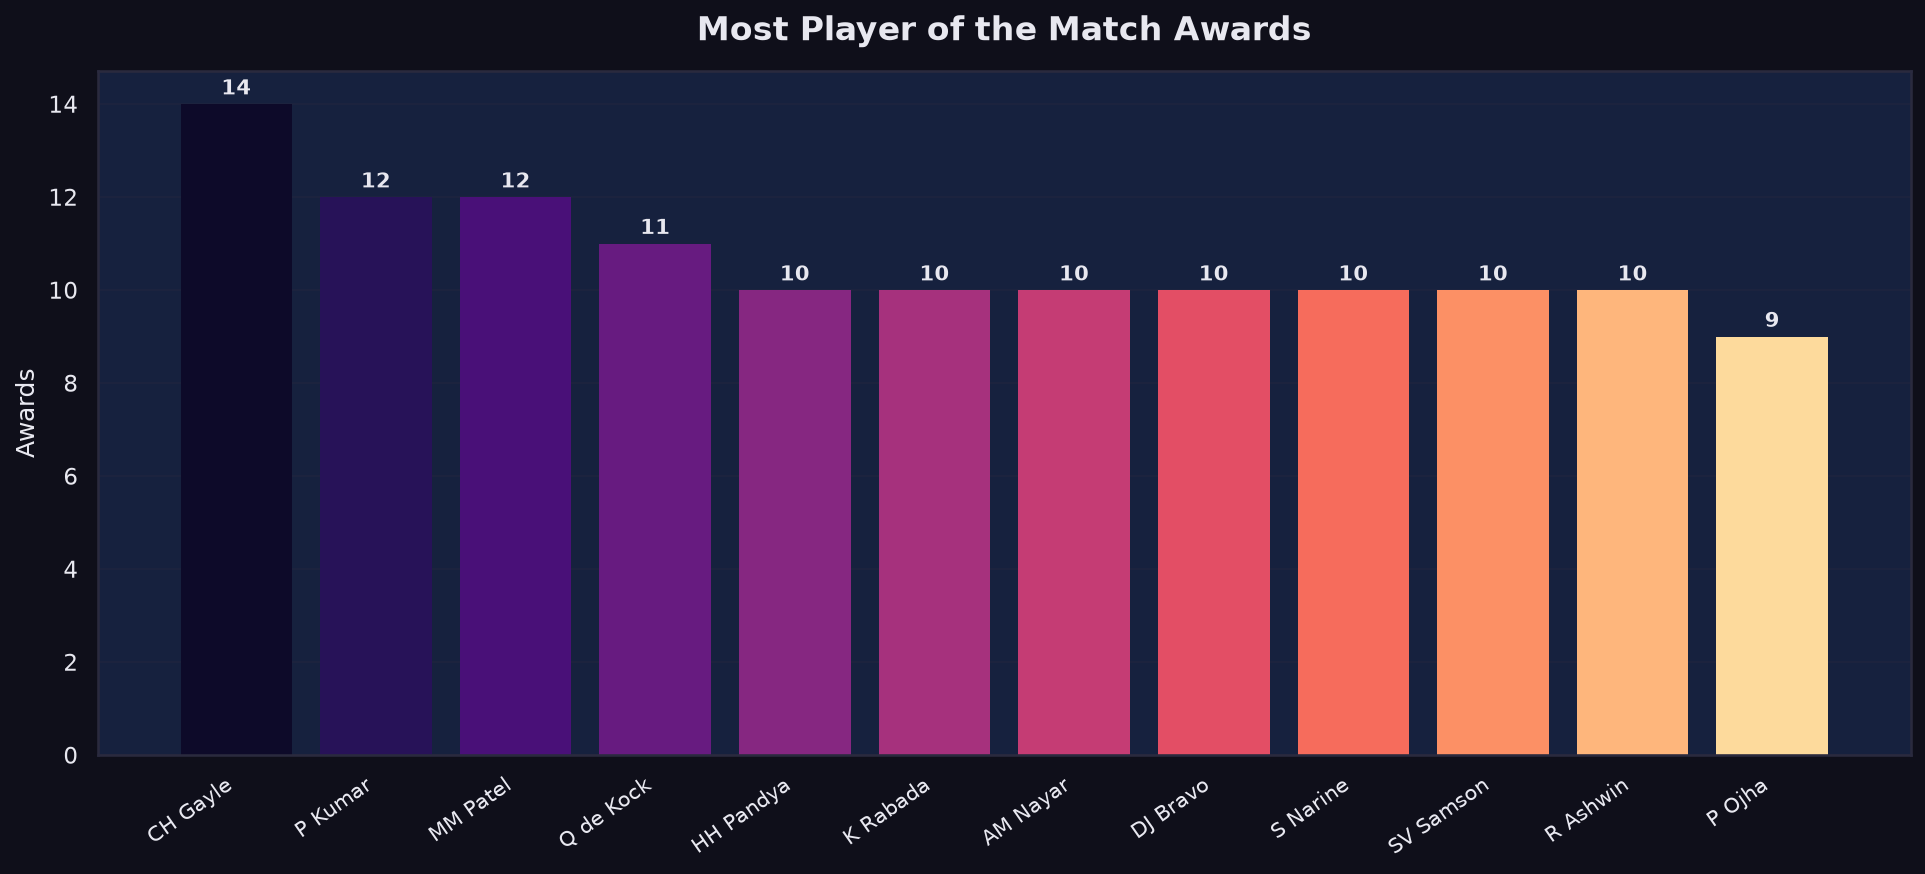 Most Player of the Match Awards
Awards
14
12
10
8
6
4
2
0
14
12
12
11
10
10
10
10
10
10
10
9
CH Gayle
P Kumar
MM Patel
Q de Kock
HH Pandya
K Rabada
AM Nayar
DJ Bravo
S Narine
SV Samson
R Ashwin
P Ojha